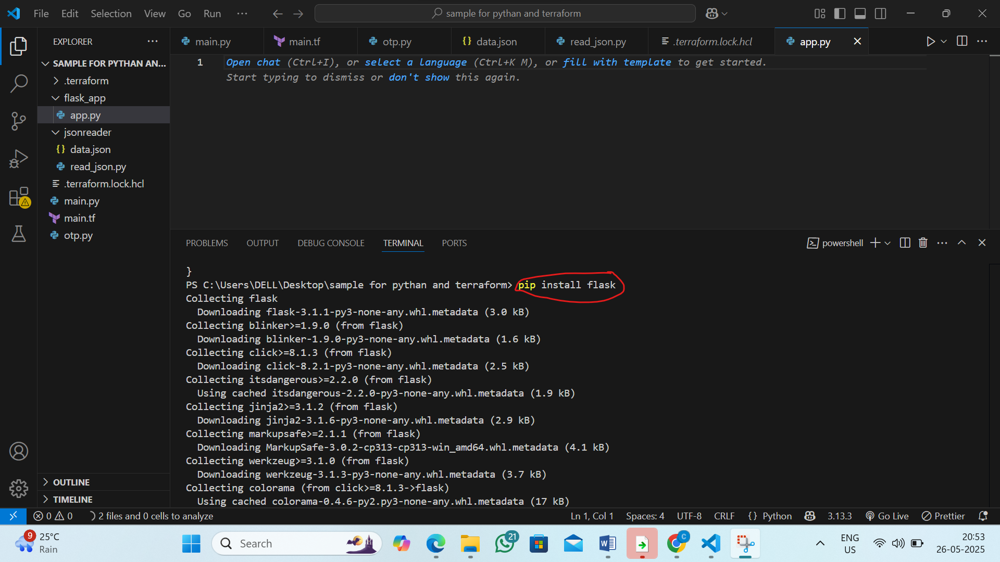 File Edit Selection View Go Run ··· sample for pythan and terraform
EXPLORER ···
main.py main.tf otp.py {} data.json read_json.py .terraform.lock.hcl app.py
SAMPLE FOR PYTHAN AN...
.terraform
flask_app
app.py
jsonreader
{} data.json
read_json.py
.terraform.lock.hcl
main.py
main.tf
otp.py
OUTLINE
TIMELINE
1 Open chat (Ctrl+I), or select a language (Ctrl+K M), or fill with template to get started.
Start typing to dismiss or don't show this again.
PROBLEMS OUTPUT DEBUG CONSOLE TERMINAL PORTS powershell
}
PS C:\Users\DELL\Desktop\sample for pythan and terraform> pip install flask
Collecting flask
Downloading flask-3.1.1-py3-none-any.whl.metadata (3.0 kB)
Collecting blinker>=1.9.0 (from flask)
Downloading blinker-1.9.0-py3-none-any.whl.metadata (1.6 kB)
Collecting click>=8.1.3 (from flask)
Downloading click-8.2.1-py3-none-any.whl.metadata (2.5 kB)
Collecting itsdangerous>=2.2.0 (from flask)
Using cached itsdangerous-2.2.0-py3-none-any.whl.metadata (1.9 kB)
Collecting jinja2>=3.1.2 (from flask)
Downloading jinja2-3.1.6-py3-none-any.whl.metadata (2.9 kB)
Collecting markupsafe>=2.1.1 (from flask)
Downloading MarkupSafe-3.0.2-cp313-cp313-win_amd64.whl.metadata (4.1 kB)
Collecting werkzeug>=3.1.0 (from flask)
Downloading werkzeug-3.1.3-py3-none-any.whl.metadata (3.7 kB)
Collecting colorama (from click>=8.1.3->flask)
Using cached colorama-0.4.6-py2.py3-none-any.whl.metadata (17 kB)
0 0 2 files and 0 cells to analyze Ln 1, Col 1 Spaces: 4 UTF-8 CRLF {} Python 3.13.3 Go Live Prettier
9 25°C
Rain
Search
21
C
ENG
US
20:53
26-05-2025